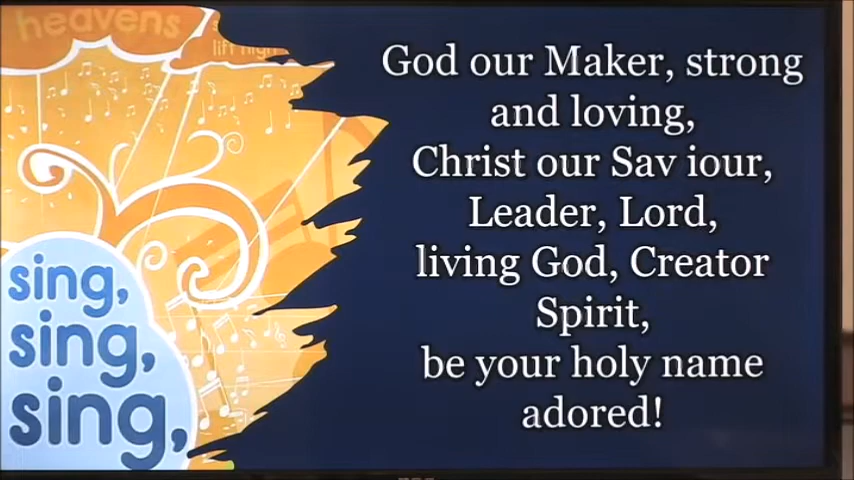 heavens
lift high
sing,
sing,
sing,
God our Maker, strong
and loving,
Christ our Sav iour,
Leader, Lord,
living God, Creator
Spirit,
be your holy name
adored!